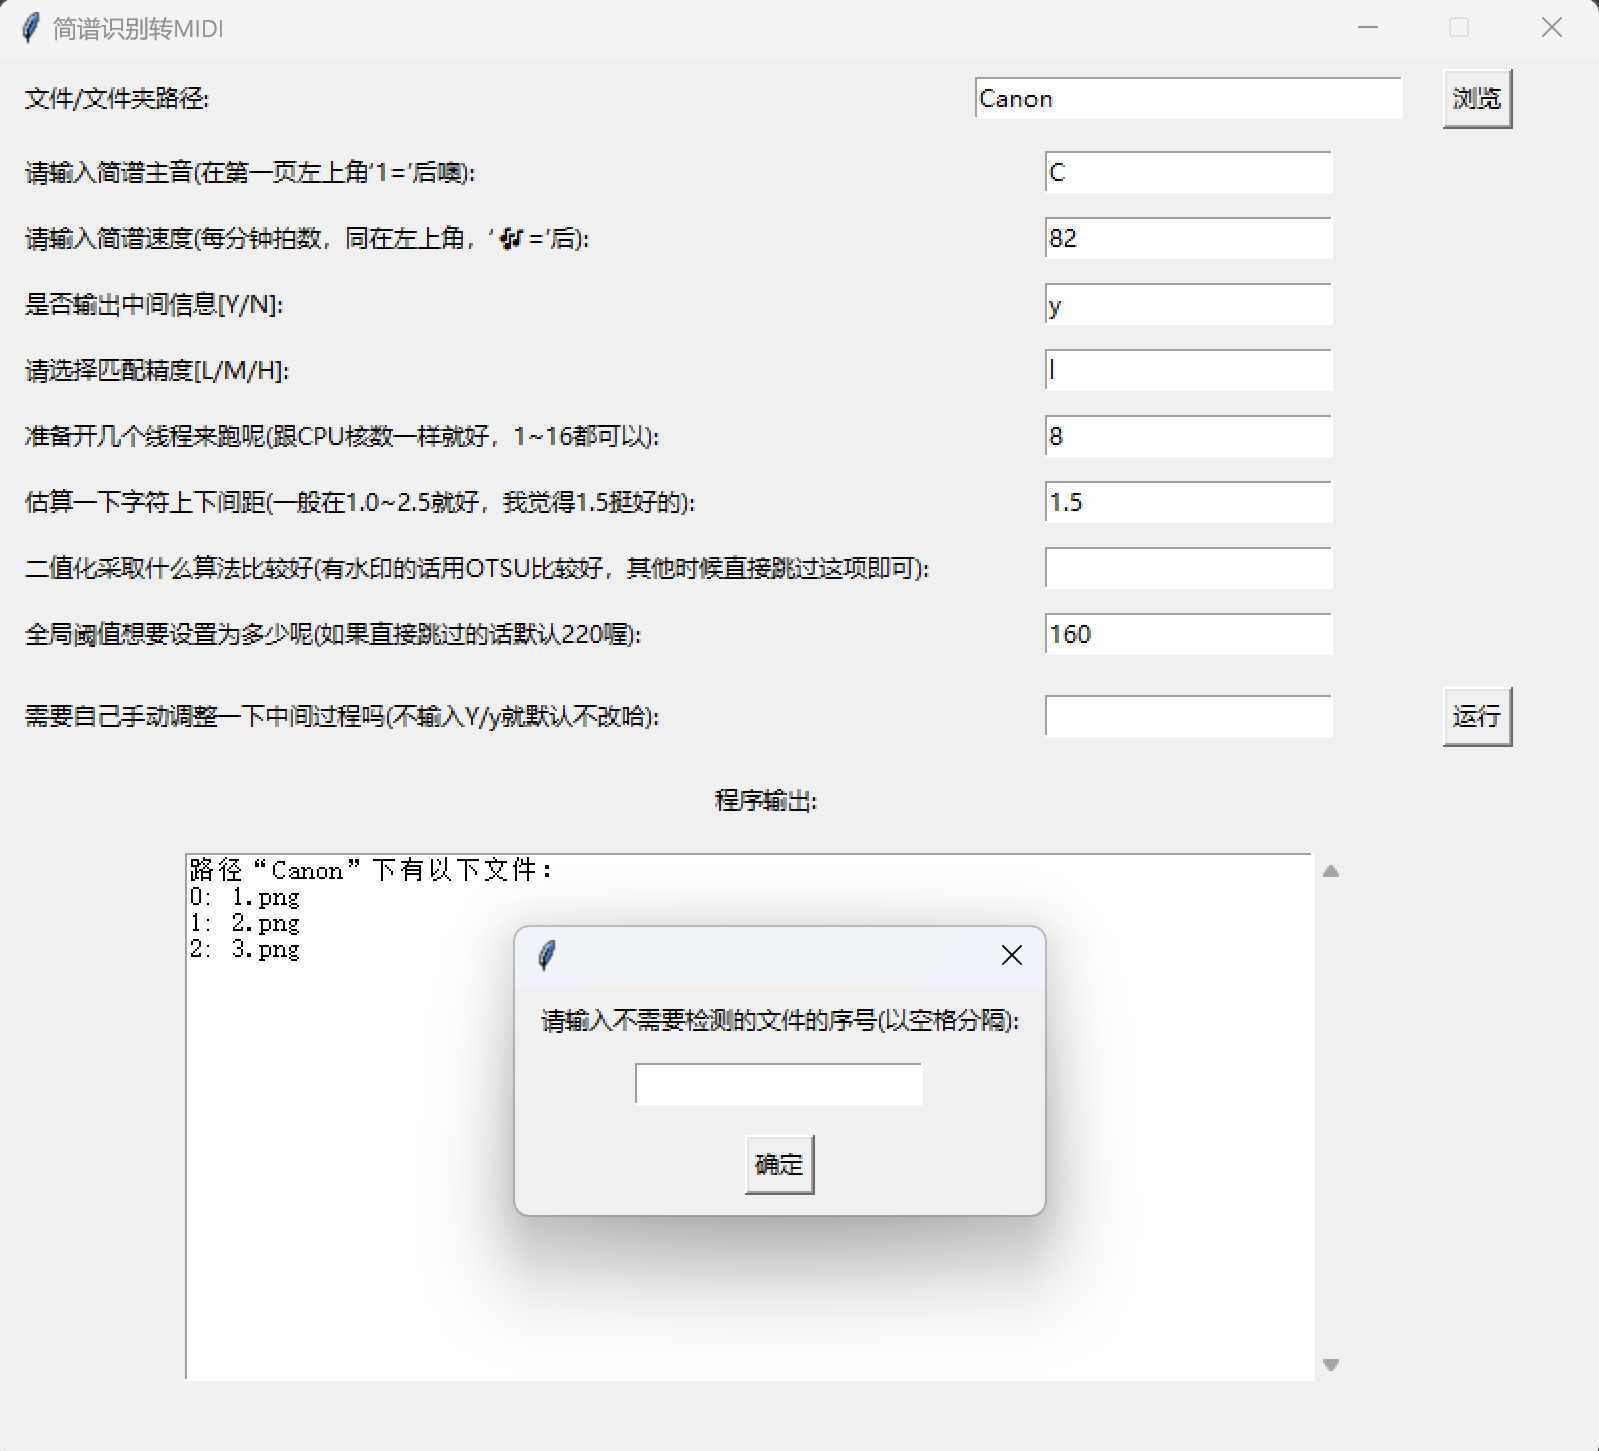 简谱识别转MIDI
文件/文件夹路径:
Canon
浏览
请输入简谱主音(在第一页左上角‘1=’后噢):
C
请输入简谱速度(每分钟拍数，同在左上角，‘🎶=’后):
82
是否输出中间信息[Y/N]:
y
请选择匹配精度[L/M/H]:
l
准备开几个线程来跑呢(跟CPU核数一样就好，1~16都可以):
8
估算一下字符上下间距(一般在1.0~2.5就好，我觉得1.5挺好的):
1.5
二值化采取什么算法比较好(有水印的话用OTSU比较好，其他时候直接跳过这项即可):
全局阈值想要设置为多少呢(如果直接跳过的话默认220喔):
160
需要自己手动调整一下中间过程吗(不输入Y/y就默认不改哈):
运行
程序输出:
路径“Canon”下有以下文件：
0: 1.png
1: 2.png
2: 3.png
请输入不需要检测的文件的序号(以空格分隔):
确定